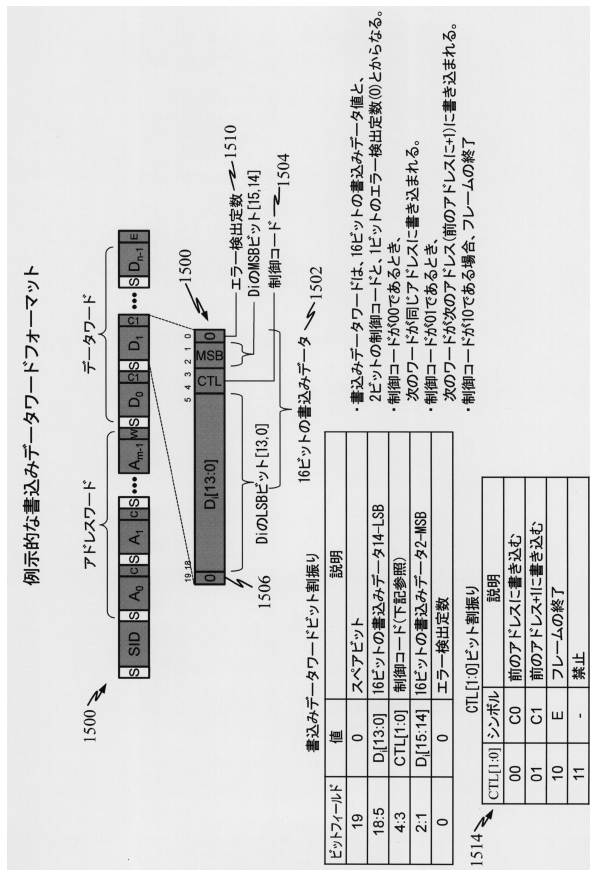 例示的な書込みデータワードフォーマット
アドレスワード
データワード
1500
S SID S A0 C S A1 C S ••• Am-1 W S D0 C1 S D1 C1 S ••• S Dn-1 E
1500
19 18 5 4 3 2 1 0
0 Di[13:0] CTL MSB 0
1506
DiのLSBビット[13,0]
エラー検出定数 1510
DiのMSBビット[15,14]
制御コード 1504
16ビットの書込みデータ 1502
書込みデータワードビット割振り
ビットフィールド 値 説明
19 0 スペアビット
18:5 Di[13:0] 16ビットの書込みデータ14-LSB
4:3 CTL[1:0] 制御コード(下記参照)
2:1 Di[15:14] 16ビットの書込みデータ2-MSB
0 0 エラー検出定数
・書込みデータワードは、16ビットの書込みデータ値と、
2ビットの制御コードと、1ビットのエラー検出定数(0)とからなる。
・制御コードが00であるとき、
次のワードが同じアドレスに書き込まれる。
・制御コードが01であるとき、
次のワードが次のアドレス(前のアドレスに+1)に書き込まれる。
・制御コードが10である場合、フレームの終了
1514
CTL[1:0]ビット割振り
CTL[1:0] シンボル 説明
00 C0 前のアドレスに書き込む
01 C1 前のアドレス+1に書き込む
10 E フレームの終了
11 - 禁止